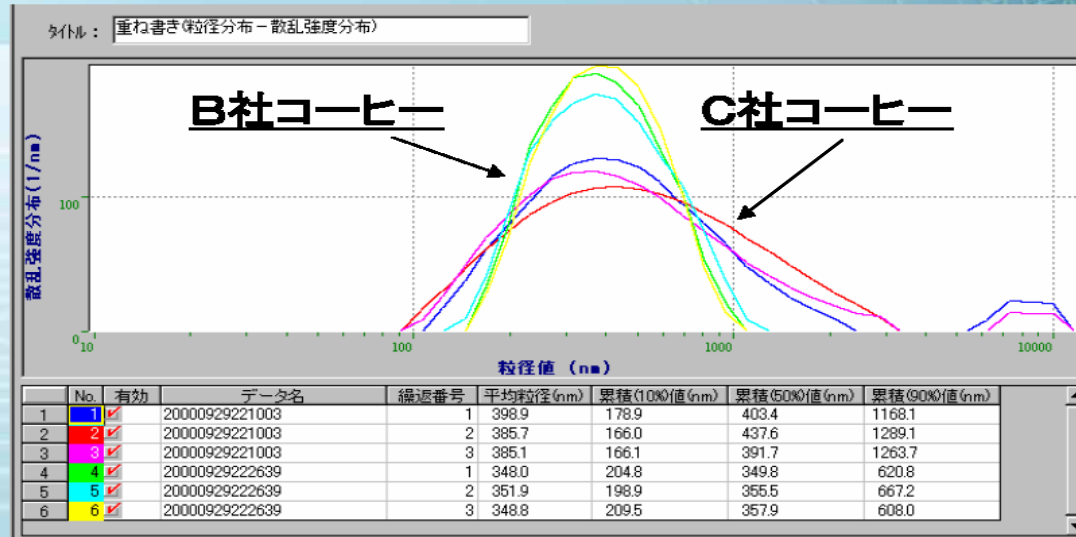 タイトル： 重ね書き(粒径分布－散乱強度分布)
B社コーヒー C社コーヒー
散乱強度分布(1/nm)
100
0
10 100 1000 10000
粒径値 (nm)
No. 有効 データ名 繰返番号 平均粒径(nm) 累積(10%)値(nm) 累積(50%)値(nm) 累積(90%)値(nm)
1 1 20000929221003 1 398.9 178.9 403.4 1168.1
2 2 20000929221003 2 385.7 166.0 437.6 1289.1
3 3 20000929221003 3 385.1 166.1 391.7 1263.7
4 4 20000929222639 1 348.0 204.8 349.8 620.8
5 5 20000929222639 2 351.9 198.9 355.5 667.2
6 6 20000929222639 3 348.8 209.5 357.9 608.0